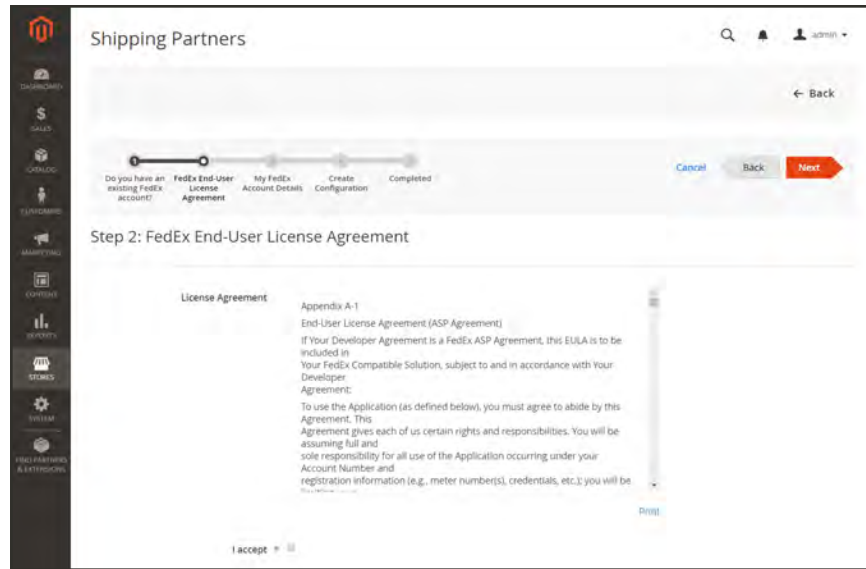 Shipping Partners
admin
DASHBOARD
← Back
SALES
CATALOG
1
Do you have an existing FedEx account?
FedEx End-User License Agreement
My FedEx Account Details
Create Configuration
Completed
Cancel
Back
Next
CUSTOMERS
MARKETING
Step 2: FedEx End-User License Agreement
CONTENT
REPORTS
STORES
SYSTEM
FIND PARTNERS
& EXTENSIONS
License Agreement
Appendix A-1
End-User License Agreement (ASP Agreement)
If Your Developer Agreement is a FedEx ASP Agreement, this EULA is to be
included in
Your FedEx Compatible Solution, subject to and in accordance with Your
Developer
Agreement:
To use the Application (as defined below), you must agree to abide by this
Agreement. This
Agreement gives each of us certain rights and responsibilities. You will be
assuming full and
sole responsibility for all use of the Application occurring under your
Account Number and
registration information (e.g., meter number(s), credentials, etc.); you will be
Print
I accept